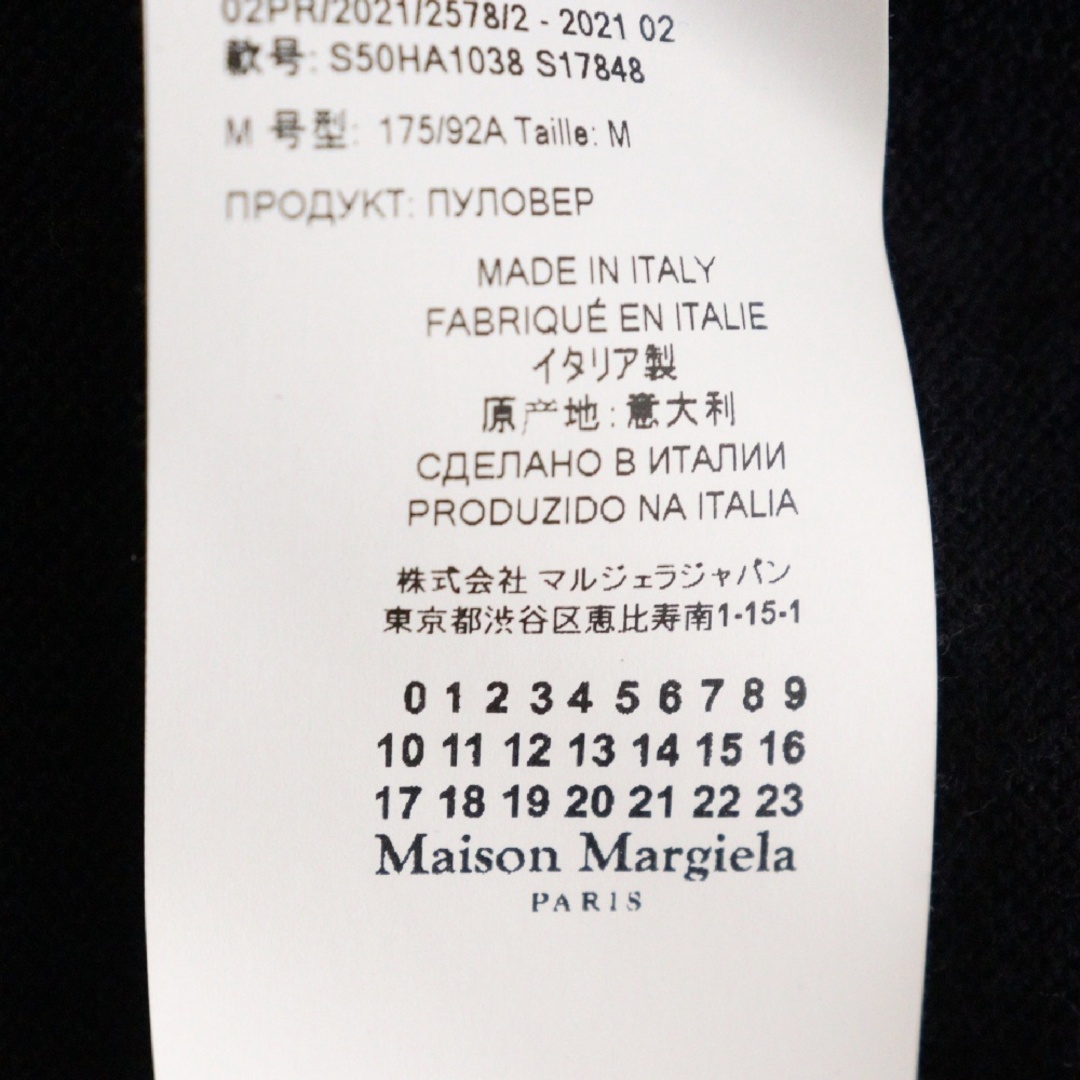 02PR/2021/2578/2 - 2021 02
款号: S50HA1038 S17848
M 号型: 175/92A Taille: M
ПРОДУКТ: ПУЛОВЕР
MADE IN ITALY
FABRIQUÉ EN ITALIE
イタリア製
原产地:意大利
СДЕЛАНО В ИТАЛИИ
PRODUZIDO NA ITALIA
株式会社 マルジェラジャパン
東京都渋谷区恵比寿南1-15-1
0 1 2 3 4 5 6 7 8 9
10 11 12 13 14 15 16
17 18 19 20 21 22 23
Maison Margiela
PARIS